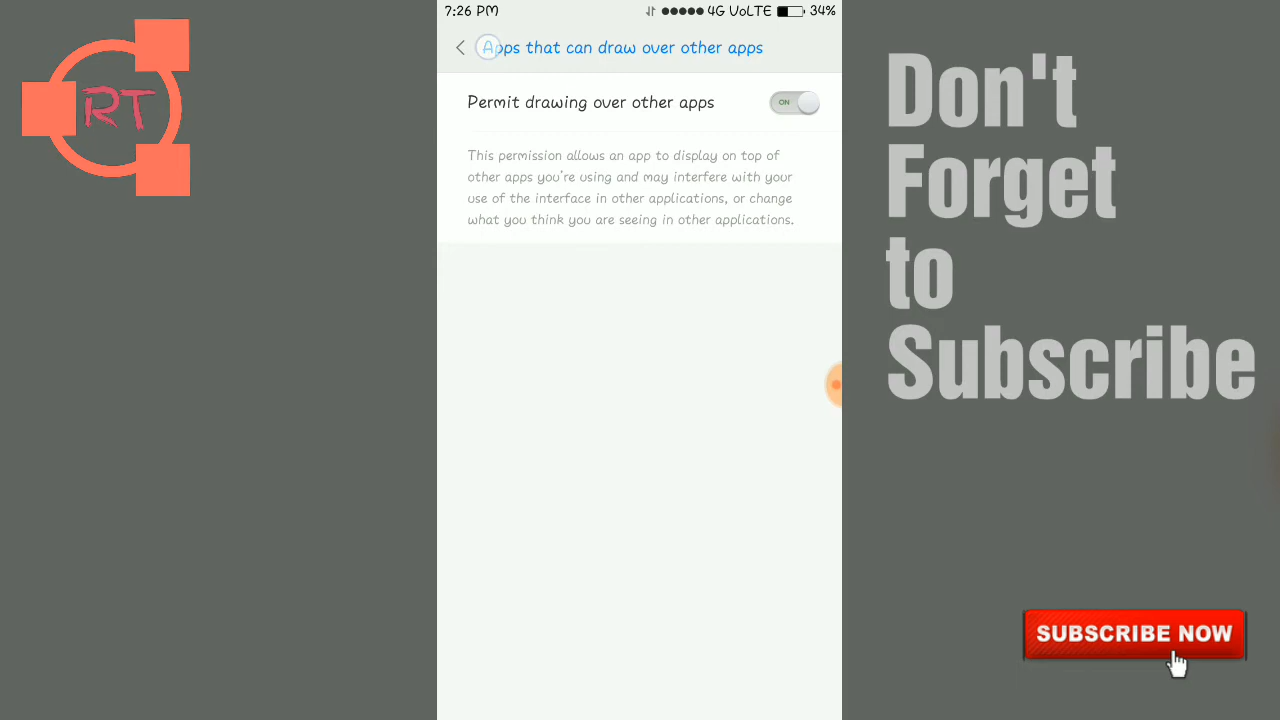 RT
7:26 PM 4G VoLTE 34%
Apps that can draw over other apps
Permit drawing over other apps
ON
This permission allows an app to display on top of
other apps you're using and may interfere with your
use of the interface in other applications, or change
what you think you are seeing in other applications.
Don't
Forget
to
Subscribe
SUBSCRIBE NOW